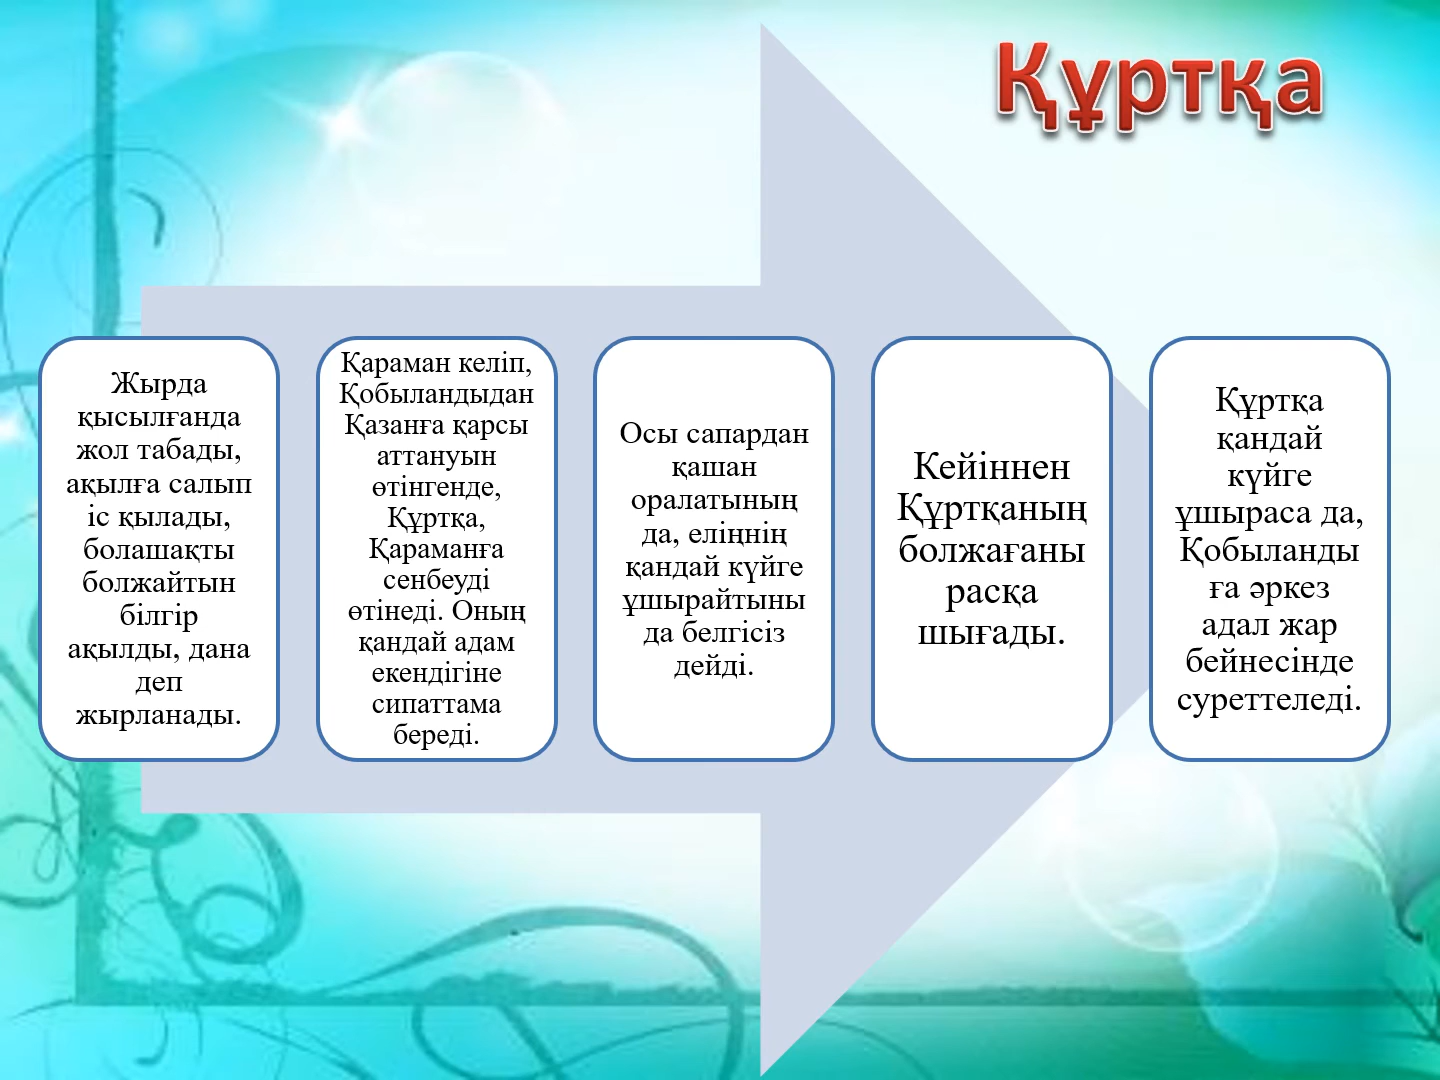 Құртқа
Жырда
қысылғанда
жол табады,
ақылға салып
іс қылады,
болашақты
болжайтын
білгір
ақылды, дана
деп
жырланады.
Қараман келіп,
Қобыландыдан
Қазанға қарсы
аттануын
өтінгенде,
Құртқа,
Қараманға
сенбеуді
өтінеді. Оның
қандай адам
екендігіне
сипаттама
береді.
Осы сапардан
қашан
оралатының
да, еліңнің
қандай күйге
ұшырайтыны
да белгісіз
дейді.
Кейіннен
Құртқаның
болжағаны
расқа
шығады.
Құртқа
қандай
күйге
ұшыраса да,
Қобыланды
ға әркез
адал жар
бейнесінде
суреттеледі.